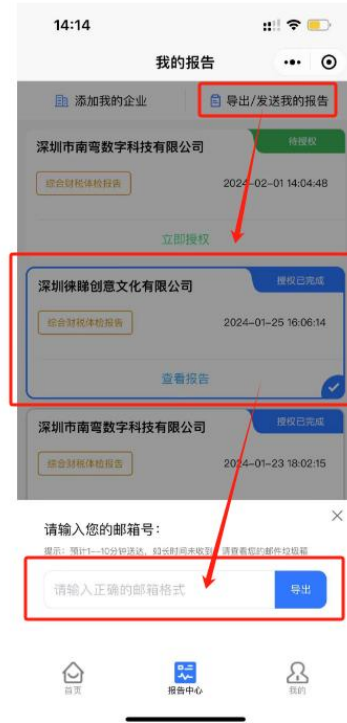 14:14
我的报告
添加我的企业
导出/发送我的报告
深圳市南弯数字科技有限公司
待授权
综合财税体检报告
2024-02-01 14:04:48
立即授权
深圳徕睇创意文化有限公司
授权已完成
综合财税体检报告
2024-01-25 16:06:14
查看报告
深圳市南弯数字科技有限公司
授权已完成
综合财税体检报告
2024-01-23 18:02:15
请输入您的邮箱号：
提示：预计1—10分钟送达，如长时间未收到，请查看您的邮件垃圾箱
请输入正确的邮箱格式
导出
首页
报告中心
我的